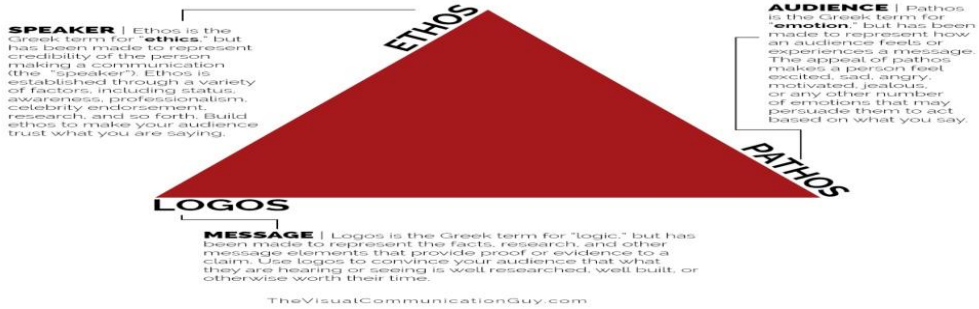 ETHOS
SPEAKER | Ethos is the
Greek term for "ethics," but
has been made to represent
credibility of the person
making a communication
(the "speaker"). Ethos is
established through a variety
of factors, including status,
awareness, professionalism,
celebrity endorsement,
research, and so forth. Build
ethos to make your audience
trust what you are saying.
AUDIENCE | Pathos
is the Greek term for
"emotion," but has been
made to represent how
an audience feels or
experiences a message.
The appeal of pathos
makes a person feel
excited, sad, angry,
motivated, jealous,
or any other number
of emotions that may
persuade them to act
based on what you say.
PATHOS
LOGOS
MESSAGE | Logos is the Greek term for "logic," but has
been made to represent the facts, research, and other
message elements that provide proof or evidence to a
claim. Use logos to convince your audience that what
they are hearing or seeing is well researched, well built, or
otherwise worth their time.
TheVisualCommunicationGuy.com